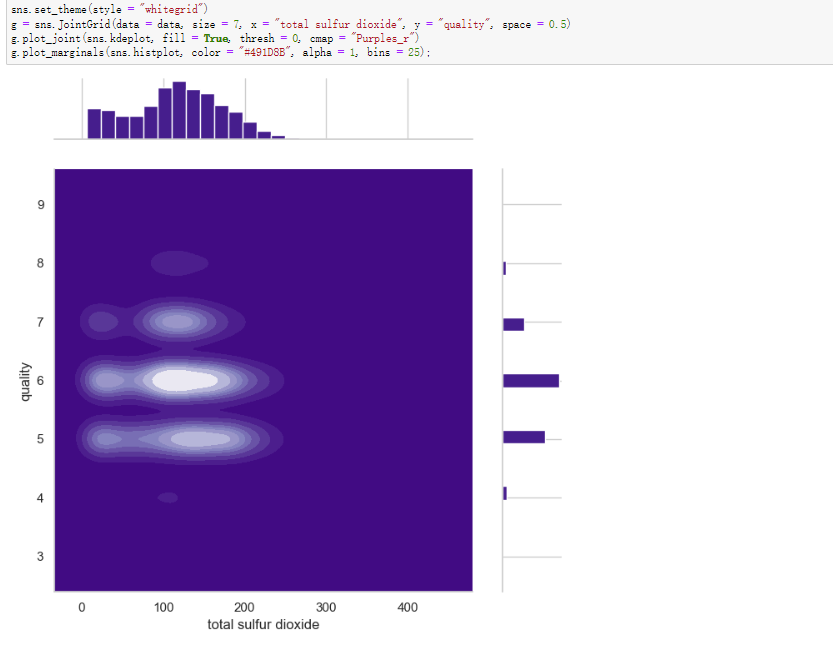 sns.set_theme(style = "whitegrid")
g = sns.JointGrid(data = data, size = 7, x = "total sulfur dioxide", y = "quality", space = 0.5)
g.plot_joint(sns.kdeplot, fill = True, thresh = 0, cmap = "Purples_r")
g.plot_marginals(sns.histplot, color = "#491D8B", alpha = 1, bins = 25);
9
8
7
6
5
4
3
quality
0 100 200 300 400
total sulfur dioxide